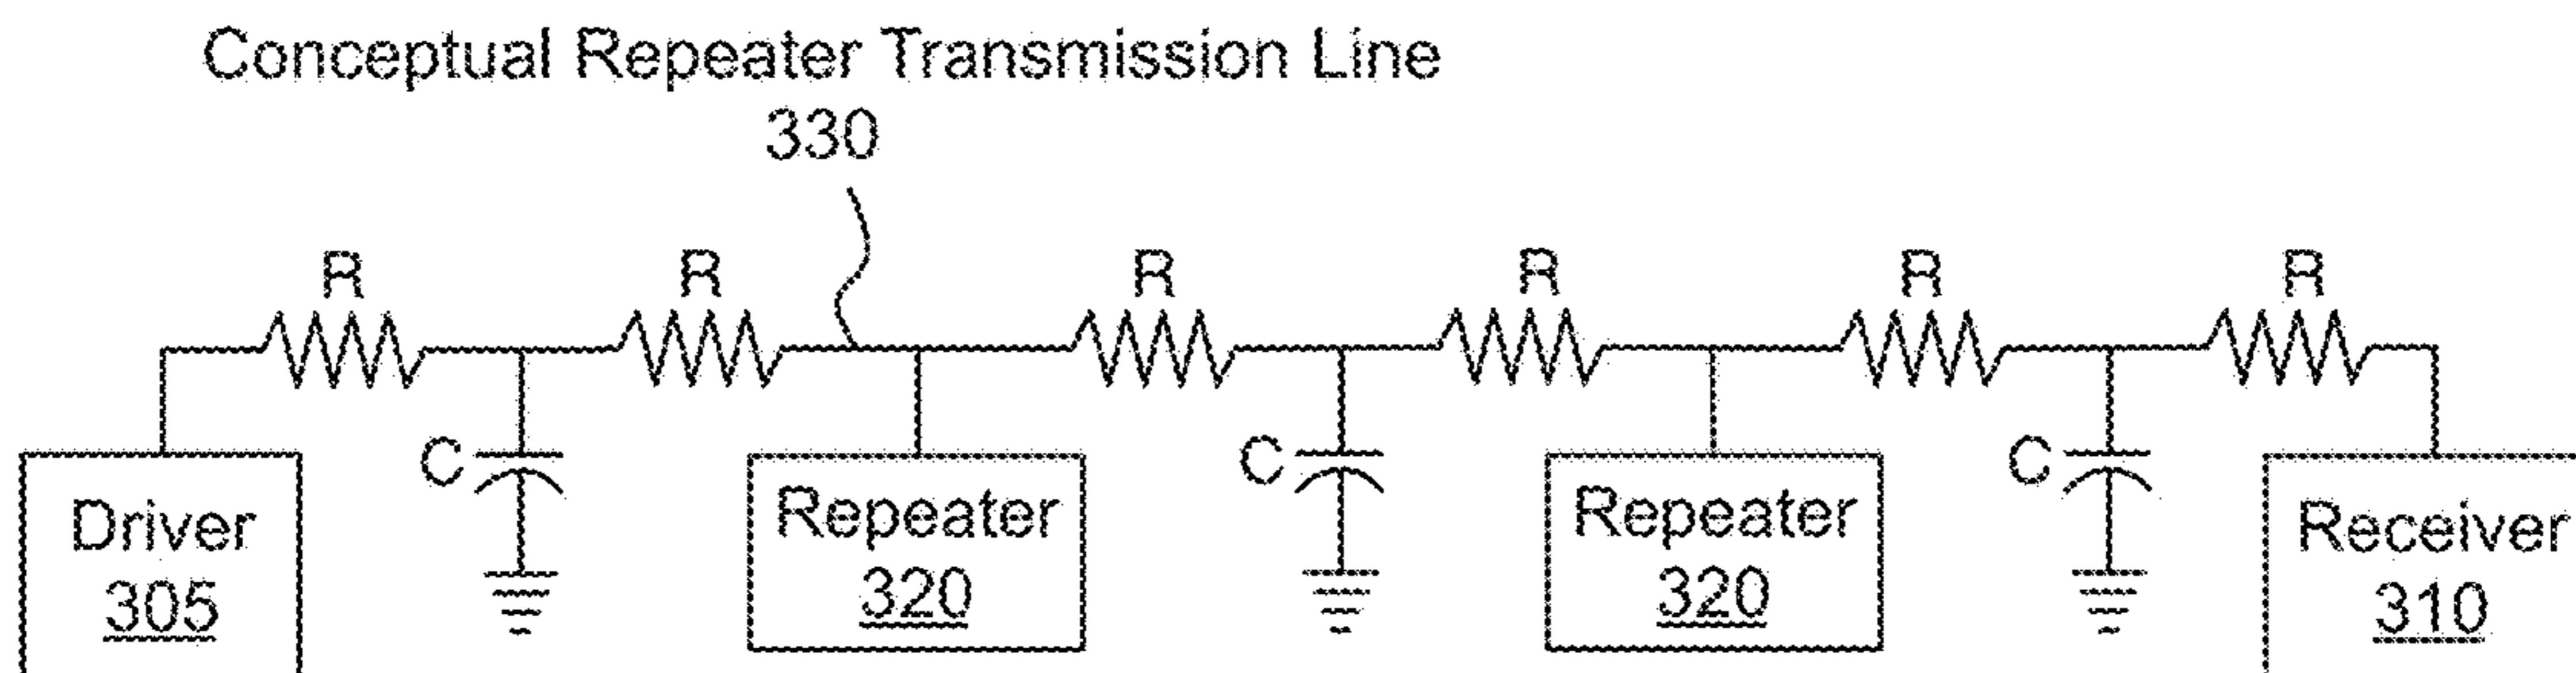 Conceptual Repeater Transmission Line
330
R R R R R R
C C C
Driver Repeater Repeater Receiver
305 320 320 310